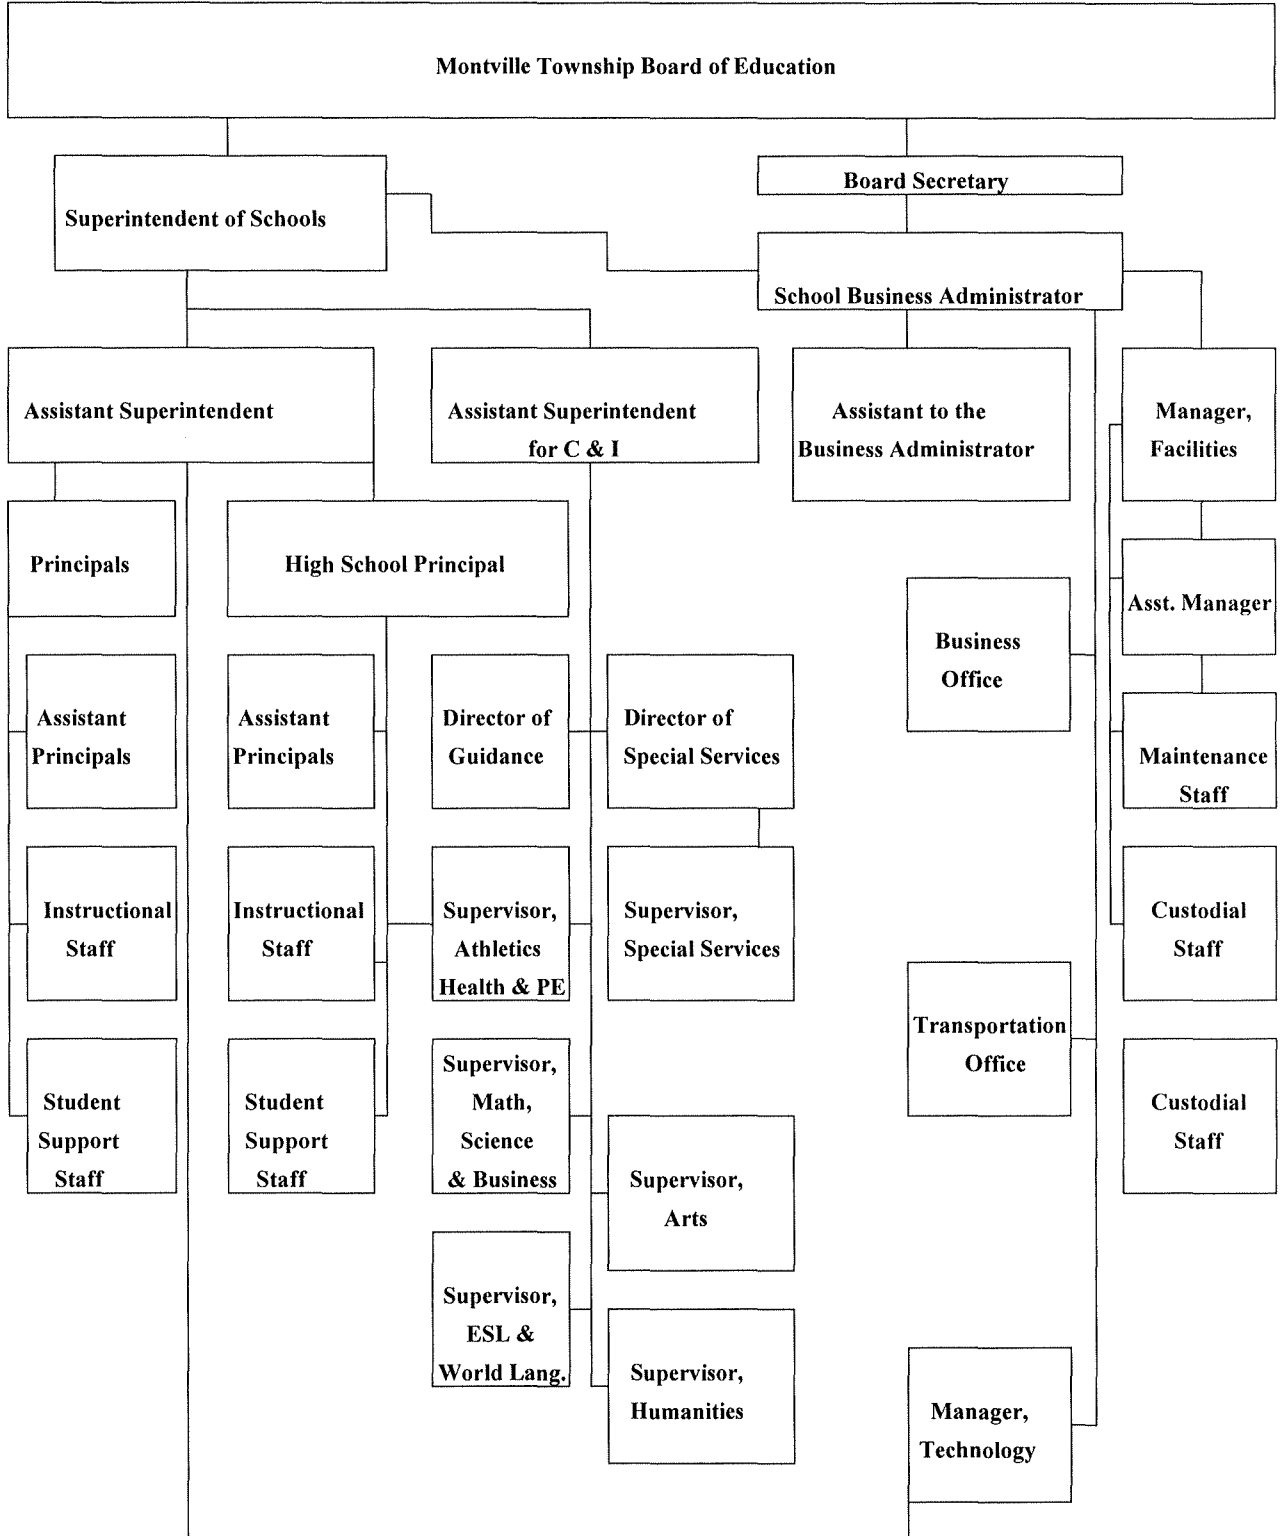 Montville Township Board of Education
Superintendent of Schools
Board Secretary
School Business Administrator
Assistant Superintendent
Assistant Superintendent
for C & I
Assistant to the
Business Administrator
Manager,
Facilities
Principals
High School Principal
Asst. Manager
Business
Office
Assistant
Principals
Assistant
Principals
Director of
Guidance
Director of
Special Services
Maintenance
Staff
Instructional
Staff
Instructional
Staff
Supervisor,
Athletics
Health & PE
Supervisor,
Special Services
Custodial
Staff
Transportation
Office
Student
Support
Staff
Student
Support
Staff
Supervisor,
Math,
Science
& Business
Supervisor,
Arts
Custodial
Staff
Supervisor,
ESL &
World Lang.
Supervisor,
Humanities
Manager,
Technology